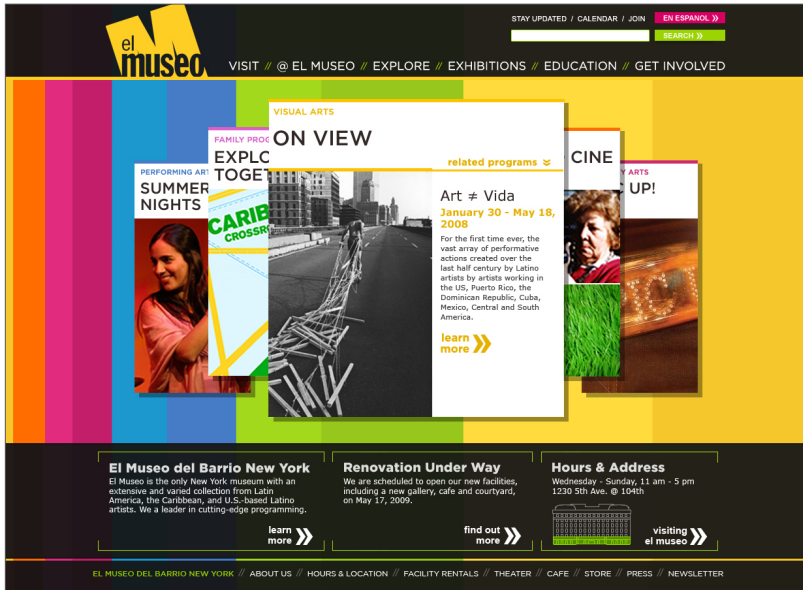 STAY UPDATED / CALENDAR / JOIN EN ESPANOL
SEARCH
el
museo
VISIT // @ EL MUSEO // EXPLORE // EXHIBITIONS // EDUCATION // GET INVOLVED
PERFORMING AR
SUMMER
NIGHTS
FAMILY PROG
EXPLO
TOGET
CARIB
CROSSR
VISUAL ARTS
ON VIEW
related programs
Art ≠ Vida
January 30 - May 18,
2008
For the first time ever, the
vast array of performative
actions created over the
last half century by Latino
artists by artists working in
the US, Puerto Rico, the
Dominican Republic, Cuba,
Mexico, Central and South
America.
learn
more
CINE
Y ARTS
UP!
El Museo del Barrio New York
El Museo is the only New York museum with an
extensive and varied collection from Latin
America, the Caribbean, and U.S.-based Latino
artists. We a leader in cutting-edge programming.
learn
more
Renovation Under Way
We are scheduled to open our new facilities,
including a new gallery, cafe and courtyard,
on May 17, 2009.
find out
more
Hours & Address
Wednesday - Sunday, 11 am - 5 pm
1230 5th Ave. @ 104th
visiting
el museo
EL MUSEO DEL BARRIO NEW YORK // ABOUT US // HOURS & LOCATION // FACILITY RENTALS // THEATER // CAFE // STORE // PRESS // NEWSLETTER